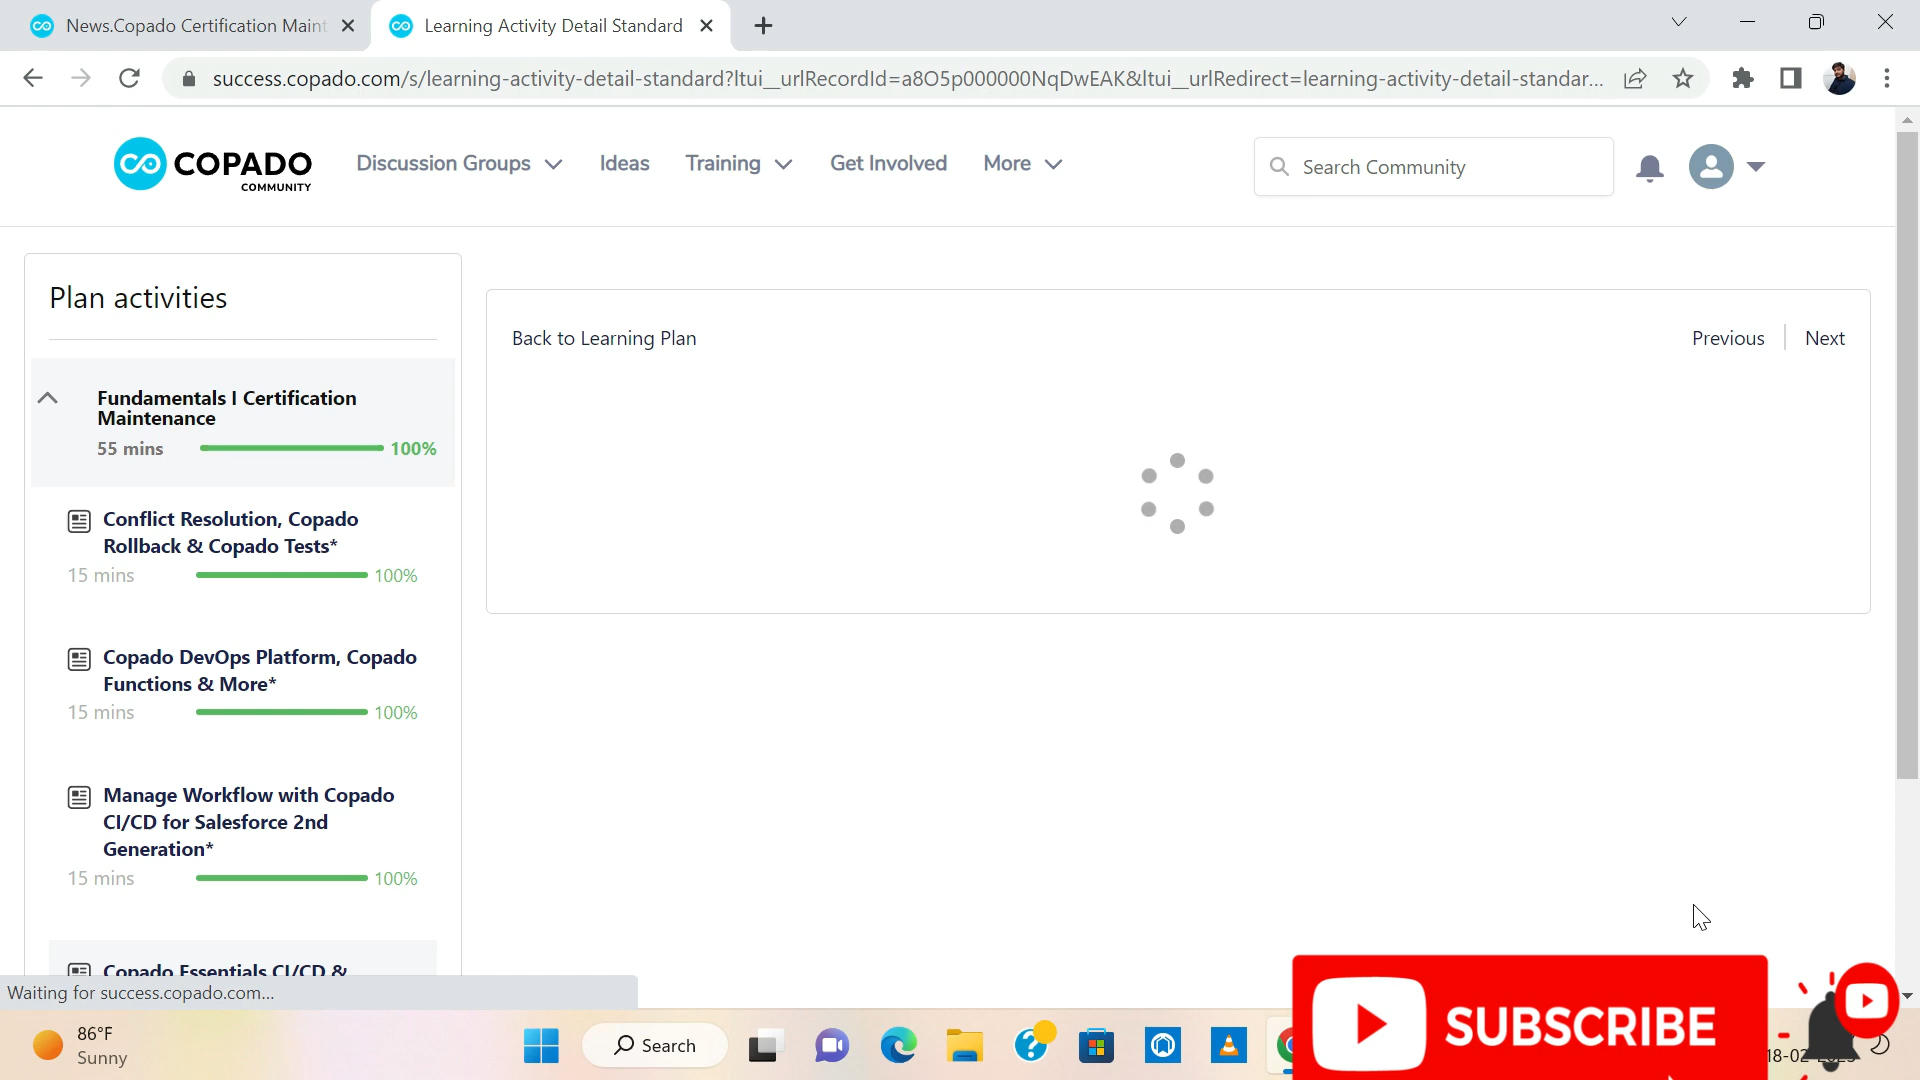 News.Copado Certification Maint
Learning Activity Detail Standard
success.copado.com/s/learning-activity-detail-standard?ltui__urlRecordId=a8O5p000000NqDwEAK&ltui__urlRedirect=learning-activity-detail-standar...
COPADO
COMMUNITY
Discussion Groups
Ideas
Training
Get Involved
More
Search Community
Plan activities
Fundamentals I Certification
Maintenance
55 mins
100%
Conflict Resolution, Copado
Rollback & Copado Tests*
15 mins
100%
Copado DevOps Platform, Copado
Functions & More*
15 mins
100%
Manage Workflow with Copado
CI/CD for Salesforce 2nd
Generation*
15 mins
100%
Copado Essentials CI/CD &
Back to Learning Plan
Previous
Next
Waiting for success.copado.com...
86°F
Sunny
Search
SUBSCRIBE